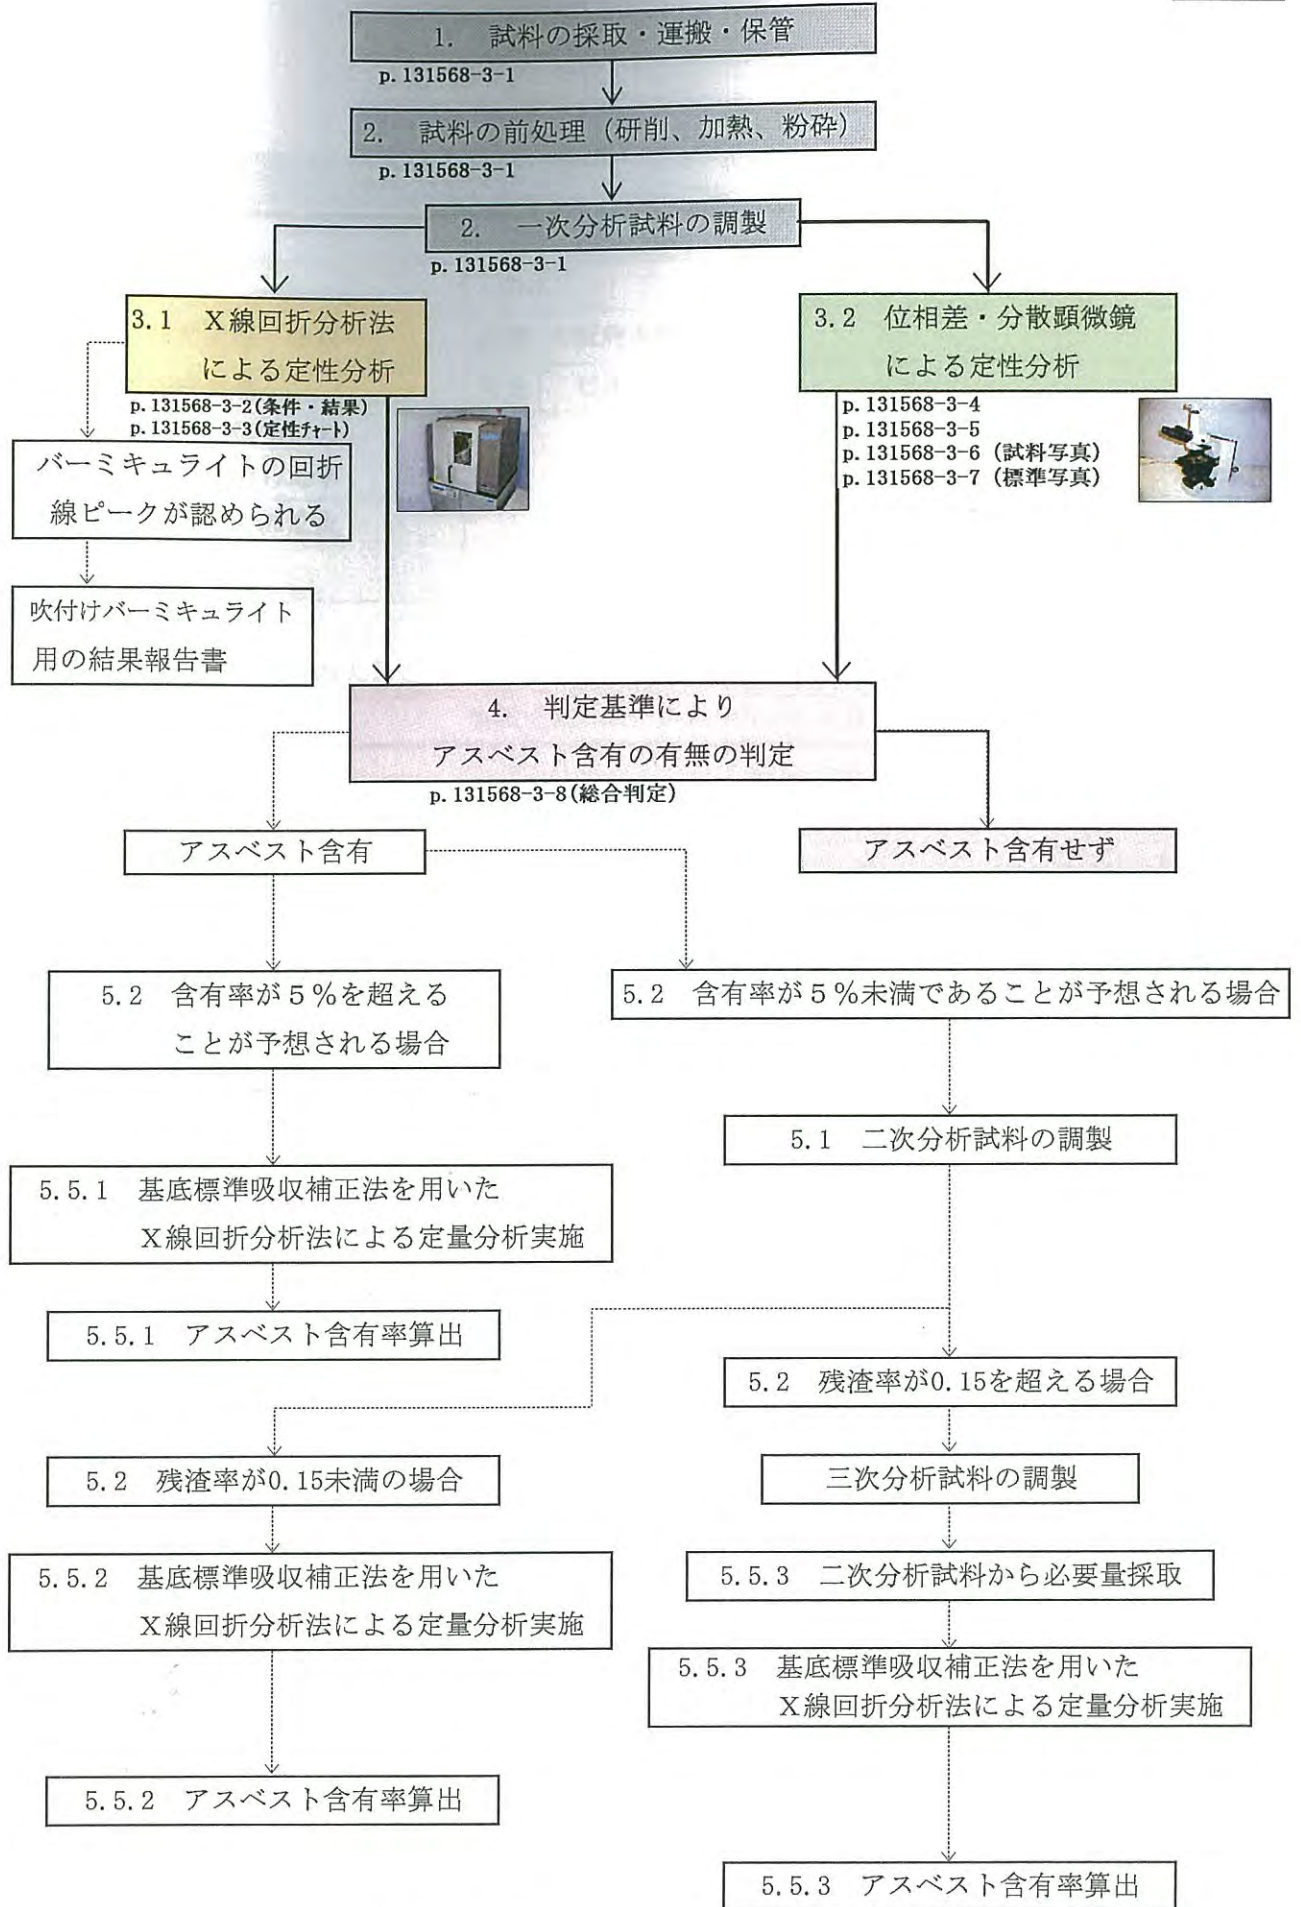 1. 試料の採取・運搬・保管
p. 131568-3-1
2. 試料の前処理（研削、加熱、粉砕）
p. 131568-3-1
2. 一次分析試料の調製
p. 131568-3-1
3.1 X線回折分析法
による定性分析
p. 131568-3-2(条件・結果)
p. 131568-3-3(定性ﾁｬｰﾄ)
3.2 位相差・分散顕微鏡
による定性分析
p. 131568-3-4
p. 131568-3-5
p. 131568-3-6 (試料写真)
p. 131568-3-7 (標準写真)
バーミキュライトの回折
線ピークが認められる
吹付けバーミキュライト
用の結果報告書
4. 判定基準により
アスベスト含有の有無の判定
p. 131568-3-8(総合判定)
アスベスト含有
アスベスト含有せず
5.2 含有率が５％を超える
ことが予想される場合
5.2 含有率が５％未満であることが予想される場合
5.1 二次分析試料の調製
5.5.1 基底標準吸収補正法を用いた
X線回折分析法による定量分析実施
5.5.1 アスベスト含有率算出
5.2 残渣率が0.15を超える場合
5.2 残渣率が0.15未満の場合
三次分析試料の調製
5.5.2 基底標準吸収補正法を用いた
X線回折分析法による定量分析実施
5.5.3 二次分析試料から必要量採取
5.5.3 基底標準吸収補正法を用いた
X線回折分析法による定量分析実施
5.5.2 アスベスト含有率算出
5.5.3 アスベスト含有率算出